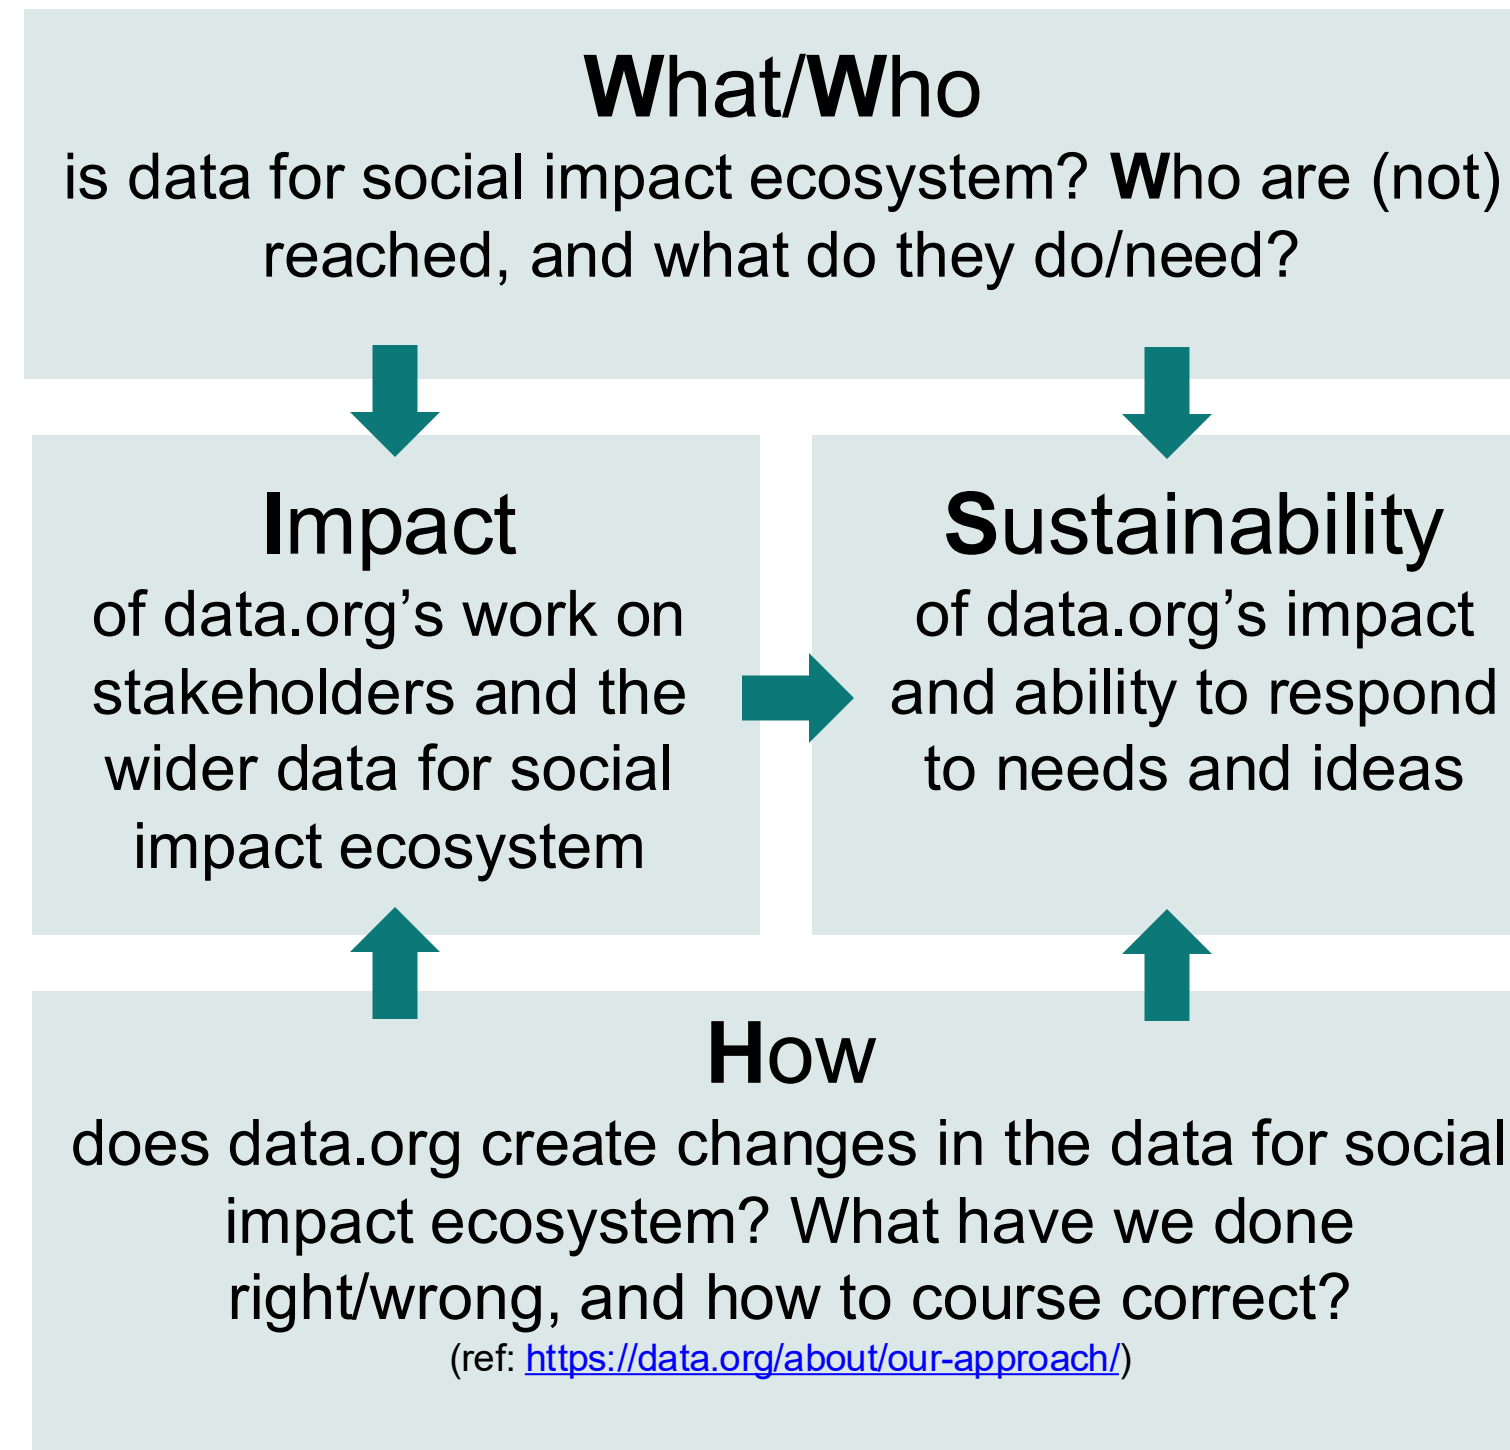 What/Who
is data for social impact ecosystem? Who are (not)
reached, and what do they do/need?
Impact
of data.org’s work on
stakeholders and the
wider data for social
impact ecosystem
Sustainability
of data.org’s impact
and ability to respond
to needs and ideas
How
does data.org create changes in the data for social
impact ecosystem? What have we done
right/wrong, and how to course correct?
(ref: https://data.org/about/our-approach/)